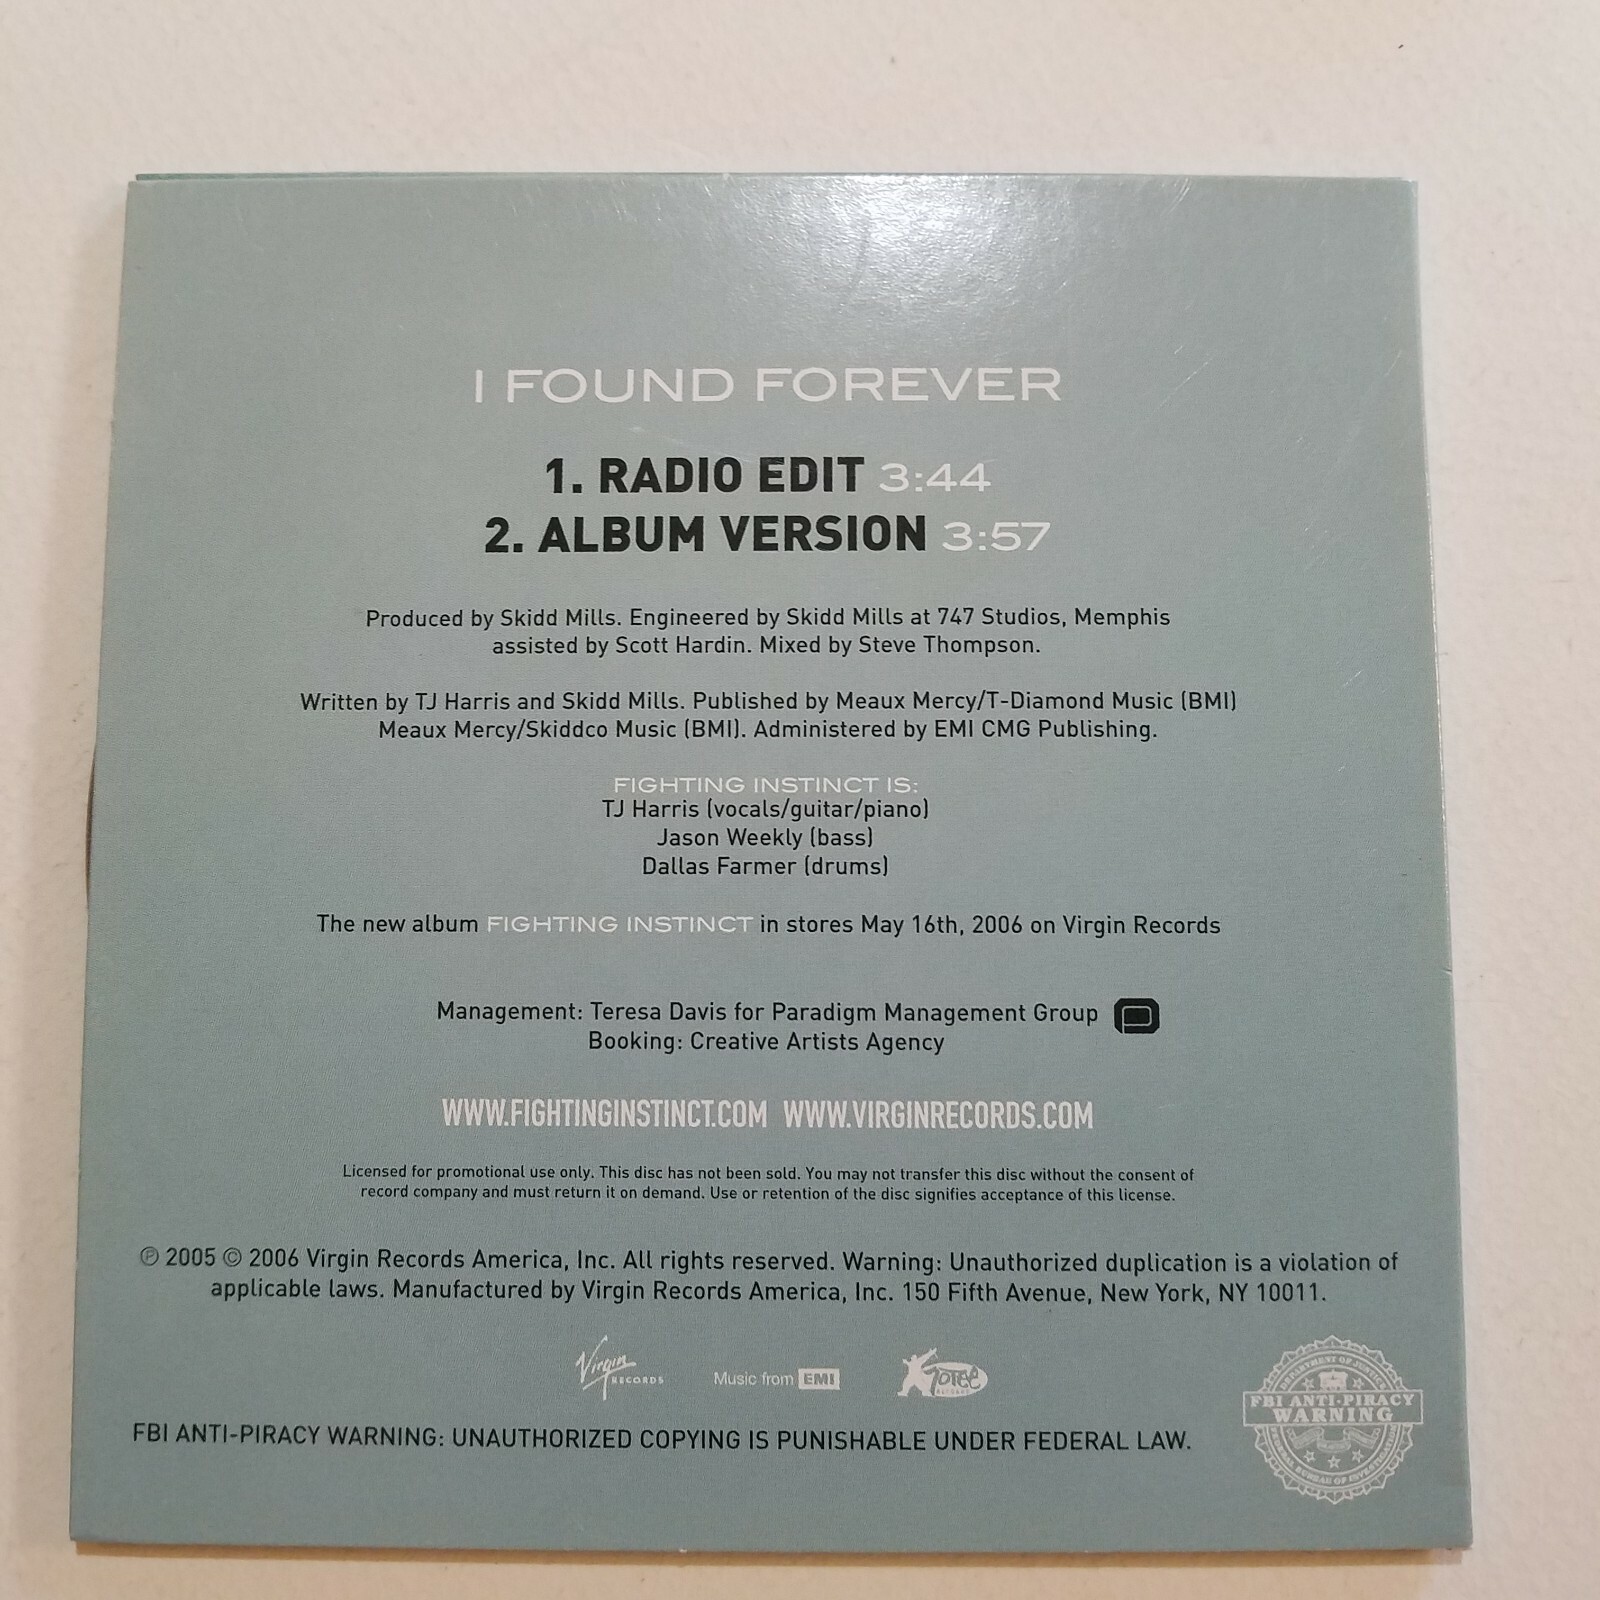 I FOUND FOREVER
1. RADIO EDIT 3:44
2. ALBUM VERSION 3:57
Produced by Skidd Mills. Engineered by Skidd Mills at 747 Studios, Memphis
assisted by Scott Hardin. Mixed by Steve Thompson.
Written by TJ Harris and Skidd Mills. Published by Meaux Mercy/T-Diamond Music (BMI)
Meaux Mercy/Skiddco Music (BMI). Administered by EMI CMG Publishing.
FIGHTING INSTINCT IS:
TJ Harris (vocals/guitar/piano)
Jason Weekly (bass)
Dallas Farmer (drums)
The new album FIGHTING INSTINCT in stores May 16th, 2006 on Virgin Records
Management: Teresa Davis for Paradigm Management Group
Booking: Creative Artists Agency
WWW.FIGHTINGINSTINCT.COM WWW.VIRGINRECORDS.COM
Licensed for promotional use only. This disc has not been sold. You may not transfer this disc without the consent of
record company and must return it on demand. Use or retention of the disc signifies acceptance of this license.
℗ 2005 © 2006 Virgin Records America, Inc. All rights reserved. Warning: Unauthorized duplication is a violation of
applicable laws. Manufactured by Virgin Records America, Inc. 150 Fifth Avenue, New York, NY 10011.
Virgin RECORDS
Music from EMI
GOTEE RECORDS
FBI ANTI-PIRACY WARNING: UNAUTHORIZED COPYING IS PUNISHABLE UNDER FEDERAL LAW.
DEPARTMENT OF JUSTICE
FBI ANTI-PIRACY
WARNING
FEDERAL BUREAU OF INVESTIGATION